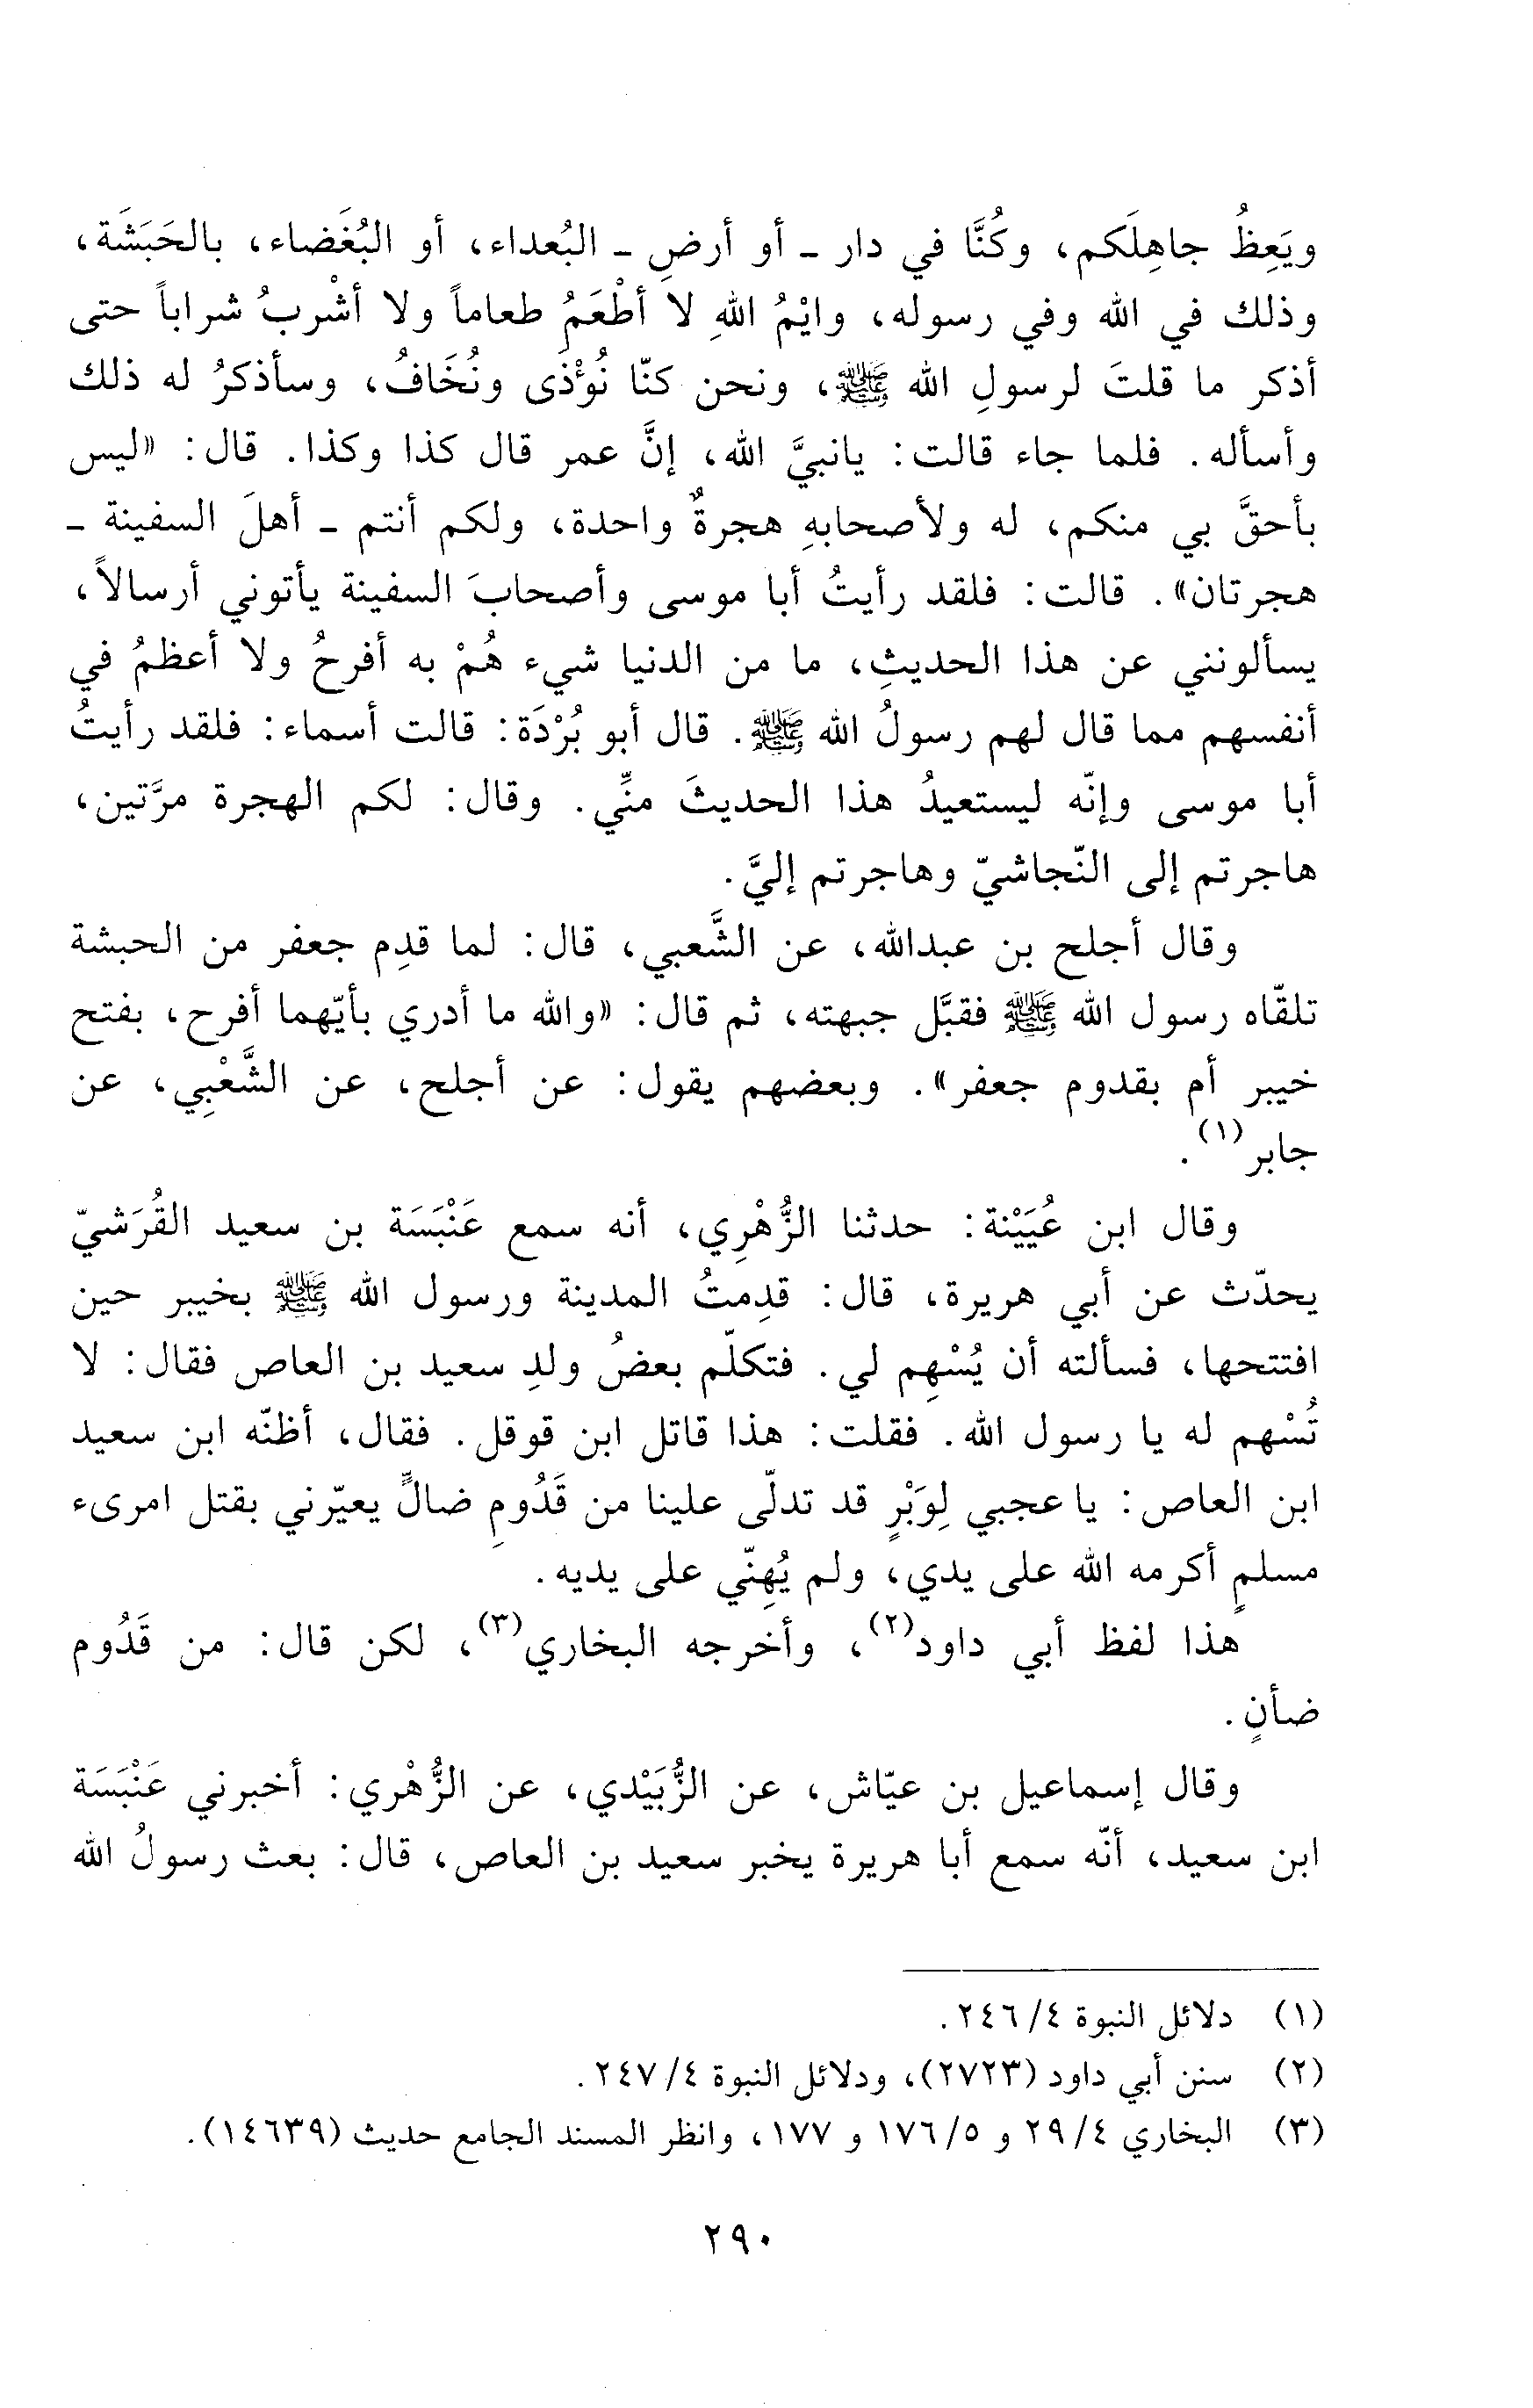 ويَعِظُ جاهِلَكم، وكُنَّا في دار ـ أو أرضِ ـ البُعداء، أو البُغَضاء، بالحَبَشَة،
وذلك في الله وفي رسوله، وايْمُ اللهِ لا أطْعَمُ طعاماً ولا أشْربُ شراباً حتى
أذكر ما قلتَ لرسولِ الله ﷺ، ونحن كنّا نُؤْذَى ونُخَافُ، وسأذكرُ له ذلك
وأسأله. فلما جاء قالت: يانبيَّ الله، إنَّ عمر قال كذا وكذا. قال: «ليس
بأحقَّ بي منكم، له ولأصحابهِ هجرةٌ واحدة، ولكم أنتم ـ أهلَ السفينة ـ
هجرتان». قالت: فلقد رأيتُ أبا موسى وأصحابَ السفينة يأتوني أرسالاً،
يسألونني عن هذا الحديثِ، ما من الدنيا شيء هُمْ به أفرحُ ولا أعظمُ في
أنفسهم مما قال لهم رسولُ الله ﷺ. قال أبو بُرْدَة: قالت أسماء: فلقد رأيتُ
أبا موسى وإنّه ليستعيدُ هذا الحديثَ منِّي. وقال: لكم الهجرة مرَّتين،
هاجرتم إلى النّجاشيّ وهاجرتم إليَّ.
وقال أجلح بن عبدالله، عن الشَّعبي، قال: لما قدِم جعفر من الحبشة
تلقّاه رسول الله ﷺ فقبَّل جبهته، ثم قال: «والله ما أدري بأيّهما أفرح، بفتح
خيبر أم بقدوم جعفر». وبعضهم يقول: عن أجلح، عن الشَّعْبِي، عن
جابر(١).
وقال ابن عُيَيْنة: حدثنا الزُّهْرِي، أنه سمع عَنْبَسَة بن سعيد القُرَشيّ
يحدّث عن أبي هريرة، قال: قدِمتُ المدينة ورسول الله ﷺ بخيبر حين
افتتحها، فسألته أن يُسْهِم لي. فتكلّم بعضُ ولدِ سعيد بن العاص فقال: لا
تُسْهم له يا رسول الله. فقلت: هذا قاتل ابن قوقل. فقال، أظنّه ابن سعيد
ابن العاص: يا عجبي لِوَبْرٍ قد تدلّى علينا من قَدُومِ ضالٍّ يعيّرني بقتل امرىء
مسلمٍ أكرمه الله على يدي، ولم يُهِنّي على يديه.
هذا لفظ أبي داود(٢)، وأخرجه البخاري(٣)، لكن قال: من قَدُوم
ضأنٍ.
وقال إسماعيل بن عيّاش، عن الزُّبَيْدي، عن الزُّهْري: أخبرني عَنْبَسَة
ابن سعيد، أنّه سمع أبا هريرة يخبر سعيد بن العاص، قال: بعث رسولُ الله
(١) دلائل النبوة ٤/ ٢٤٦.
(٢) سنن أبي داود (٢٧٢٣)، ودلائل النبوة ٤/ ٢٤٧.
(٣) البخاري ٤/ ٢٩ و ٥/ ١٧٦ و ١٧٧، وانظر المسند الجامع حديث (١٤٦٣٩).
٢٩٠